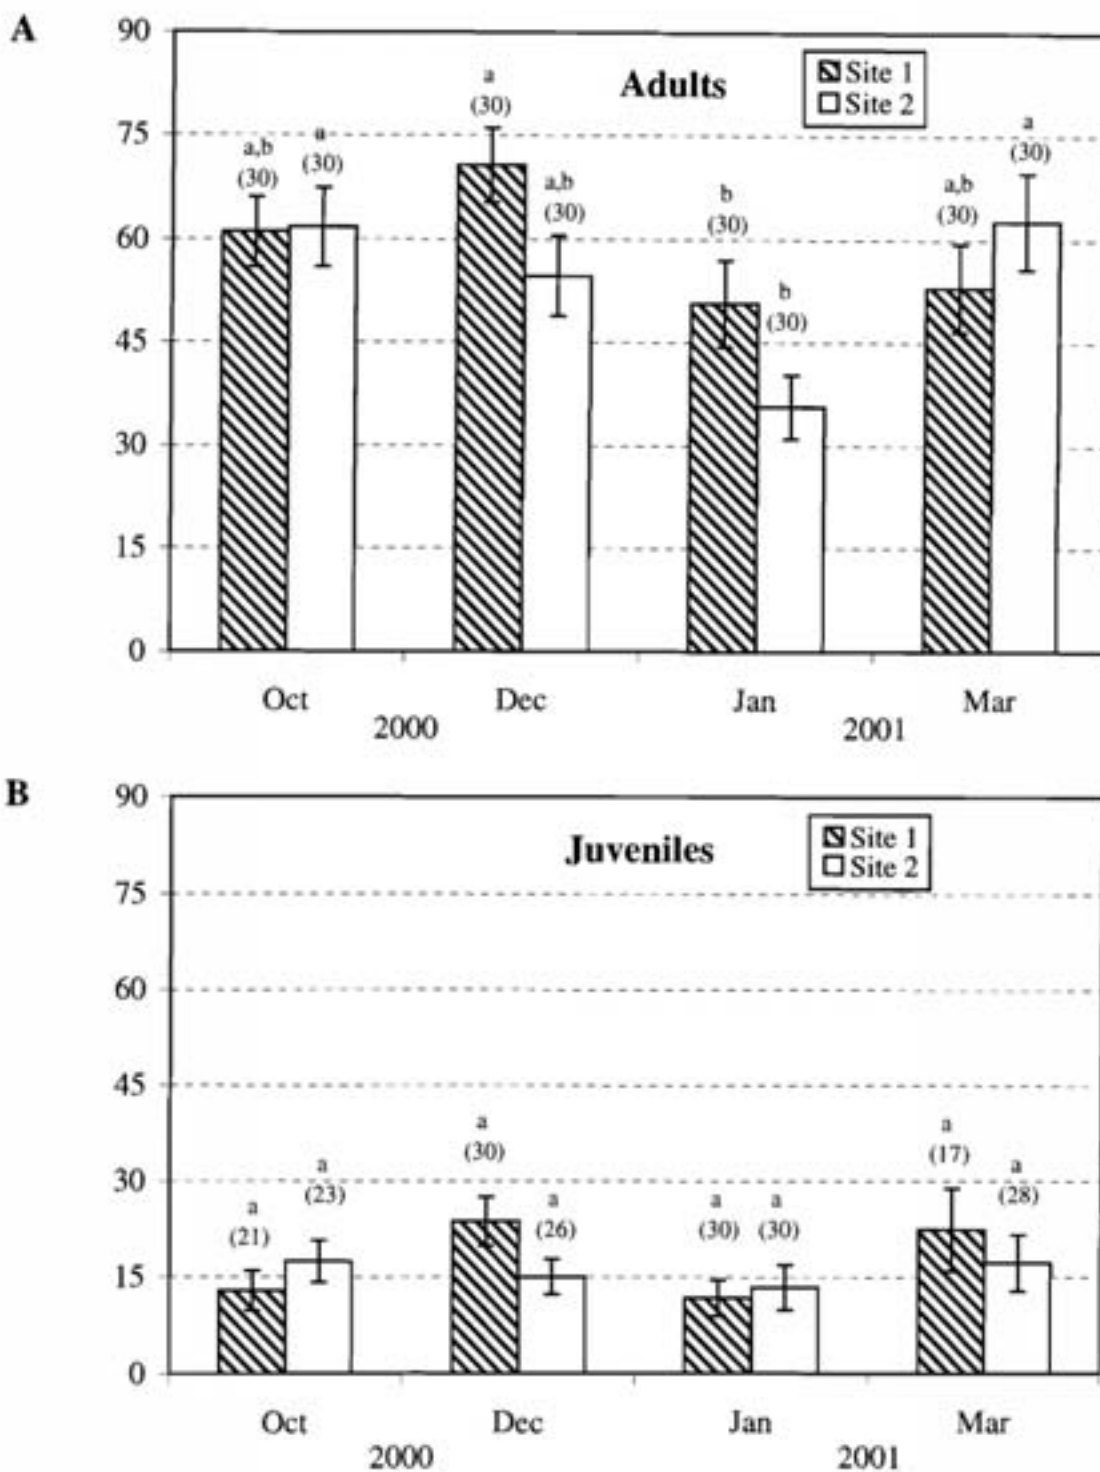 A
90
Adults
Site 1
Site 2
a
(30)
75
a,b
(30)
a
(30)
a,b
(30)
b
(30)
b
(30)
a,b
(30)
a
(30)
60
45
30
15
0
Oct
Dec
Jan
Mar
2000
2001
B
90
Juveniles
Site 1
Site 2
75
60
45
30
15
0
a
(21)
a
(23)
a
(30)
a
(26)
a
(30)
a
(30)
a
(17)
a
(28)
Oct
Dec
Jan
Mar
2000
2001